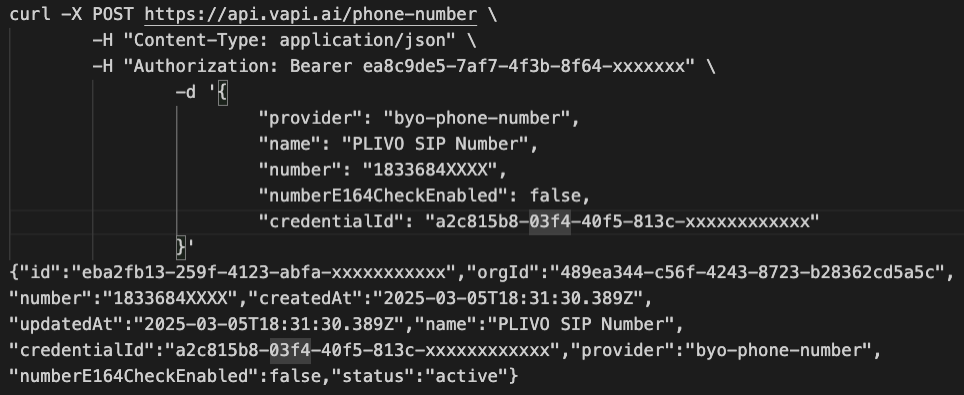 curl -X POST https://api.vapi.ai/phone-number \
-H "Content-Type: application/json" \
-H "Authorization: Bearer ea8c9de5-7af7-4f3b-8f64-xxxxxxx" \
-d '{
"provider": "byo-phone-number",
"name": "PLIVO SIP Number",
"number": "1833684XXXX",
"numberE164CheckEnabled": false,
"credentialId": "a2c815b8-03f4-40f5-813c-xxxxxxxxxxxx"
}'
{"id":"eba2fb13-259f-4123-abfa-xxxxxxxxxxx","orgId":"489ea344-c56f-4243-8723-b28362cd5a5c",
"number":"1833684XXXX","createdAt":"2025-03-05T18:31:30.389Z",
"updatedAt":"2025-03-05T18:31:30.389Z","name":"PLIVO SIP Number",
"credentialId":"a2c815b8-03f4-40f5-813c-xxxxxxxxxxxx","provider":"byo-phone-number",
"numberE164CheckEnabled":false,"status":"active"}